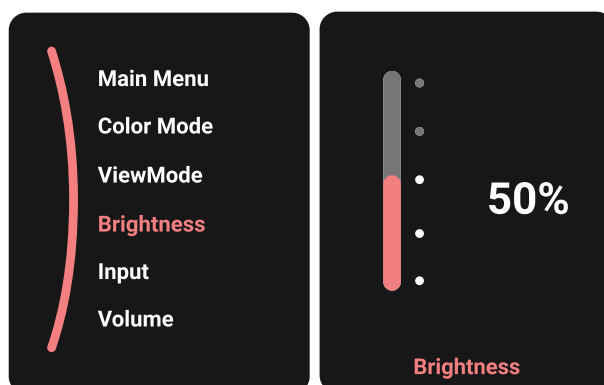 Main Menu
Color Mode
ViewMode
Brightness
Input
Volume
50%
Brightness